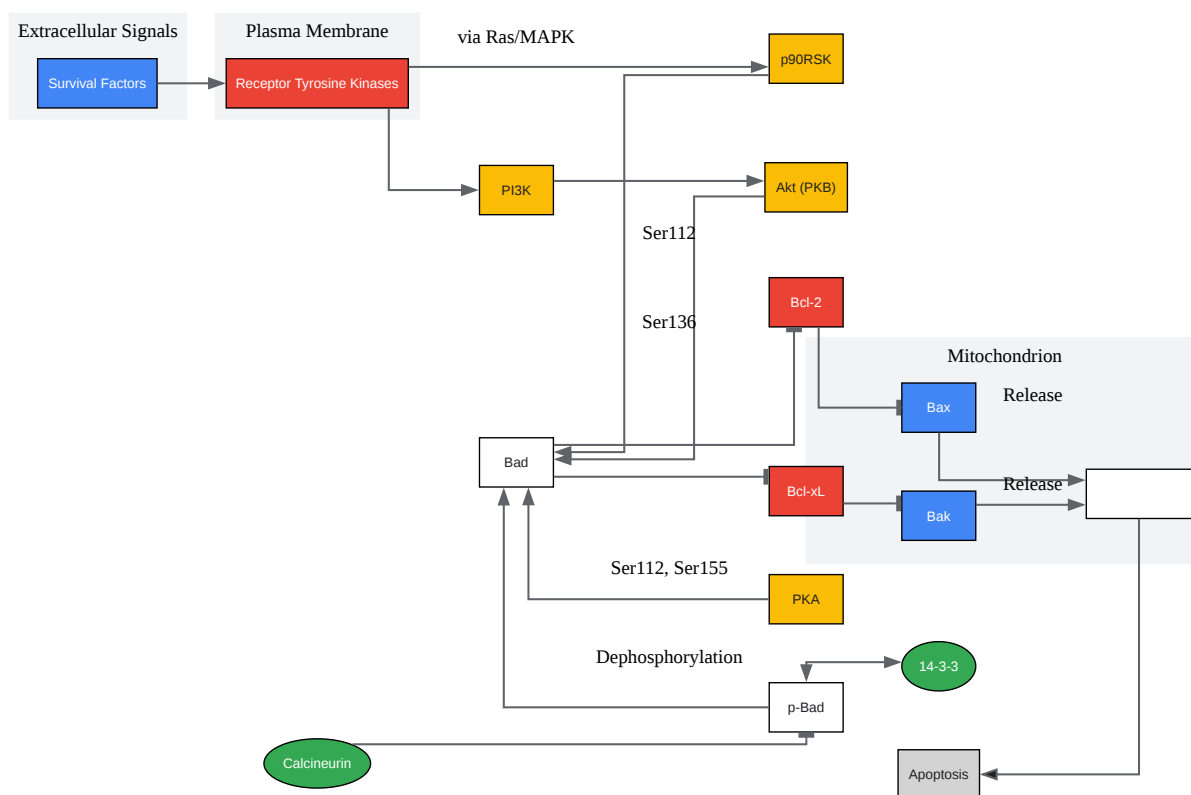 Extracellular Signals
Plasma Membrane
via Ras/MAPK
Survival Factors
Receptor Tyrosine Kinases
p90RSK
PI3K
Akt (PKB)
Ser112
Bcl-2
Ser136
Mitochondrion
Release
Bax
Bad
Bcl-xL
Release
Bak
Ser112, Ser155
PKA
Dephosphorylation
14-3-3
p-Bad
Calcineurin
Apoptosis